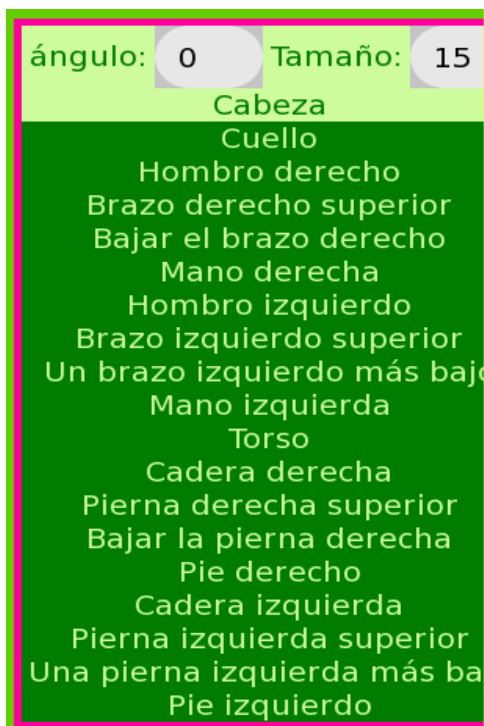 ángulo: 0 Tamaño: 15
Cabeza
Cuello
Hombro derecho
Brazo derecho superior
Bajar el brazo derecho
Mano derecha
Hombro izquierdo
Brazo izquierdo superior
Un brazo izquierdo más bajo
Mano izquierda
Torso
Cadera derecha
Pierna derecha superior
Bajar la pierna derecha
Pie derecho
Cadera izquierda
Pierna izquierda superior
Una pierna izquierda más ba
Pie izquierdo